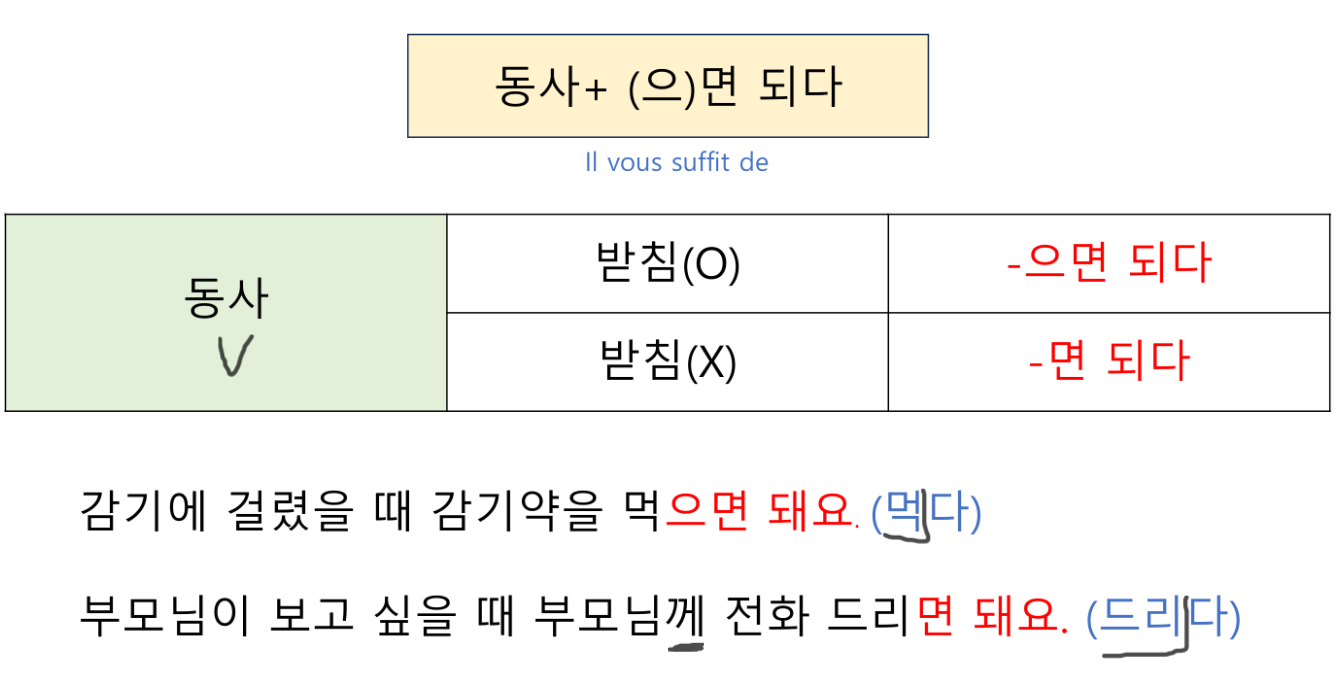 동사+ (으)면 되다
Il vous suffit de
동사
V
받침(O)
-으면 되다
받침(X)
-면 되다
감기에 걸렸을 때 감기약을 먹으면 돼요. (먹다)
부모님이 보고 싶을 때 부모님께 전화 드리면 돼요. (드리다)